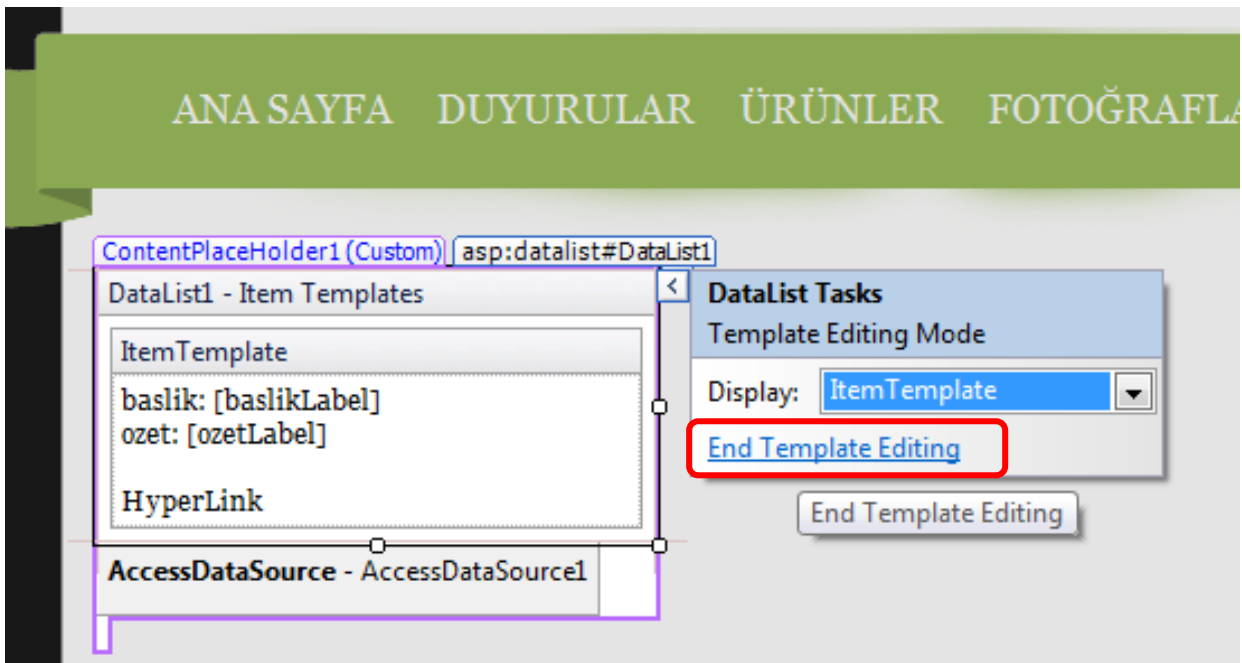 ANA SAYFA DUYURULAR ÜRÜNLER FOTOĞRAFLA
ContentPlaceHolder1 (Custom) asp:datalist#DataList1
DataList1 - Item Templates
ItemTemplate
baslik: [baslikLabel]
ozet: [ozetLabel]
HyperLink
AccessDataSource - AccessDataSource1
DataList Tasks
Template Editing Mode
Display: ItemTemplate
End Template Editing
End Template Editing